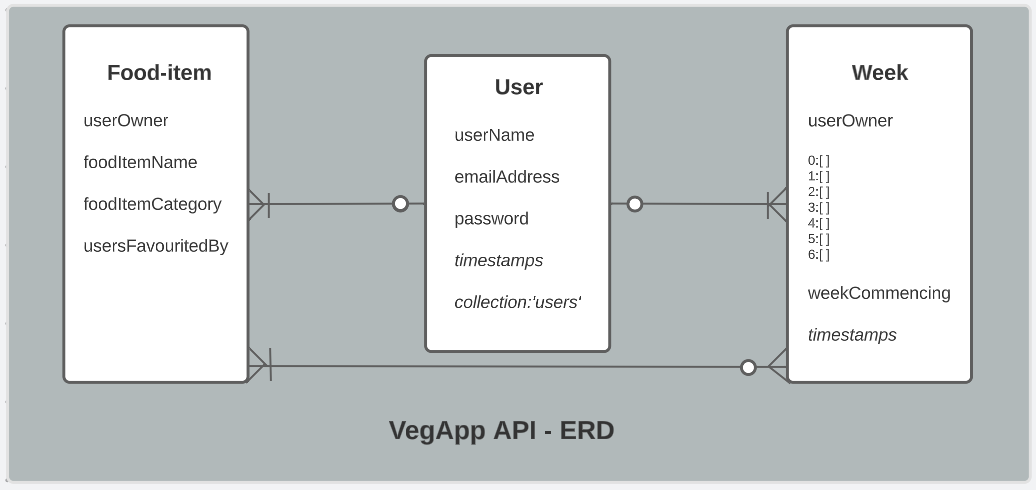 Food-item
userOwner
foodItemName
foodItemCategory
usersFavouritedBy
User
userName
emailAddress
password
timestamps
collection:'users'
Week
userOwner
0:[ ]
1:[ ]
2:[ ]
3:[ ]
4:[ ]
5:[ ]
6:[ ]
weekCommencing
timestamps
VegApp API - ERD